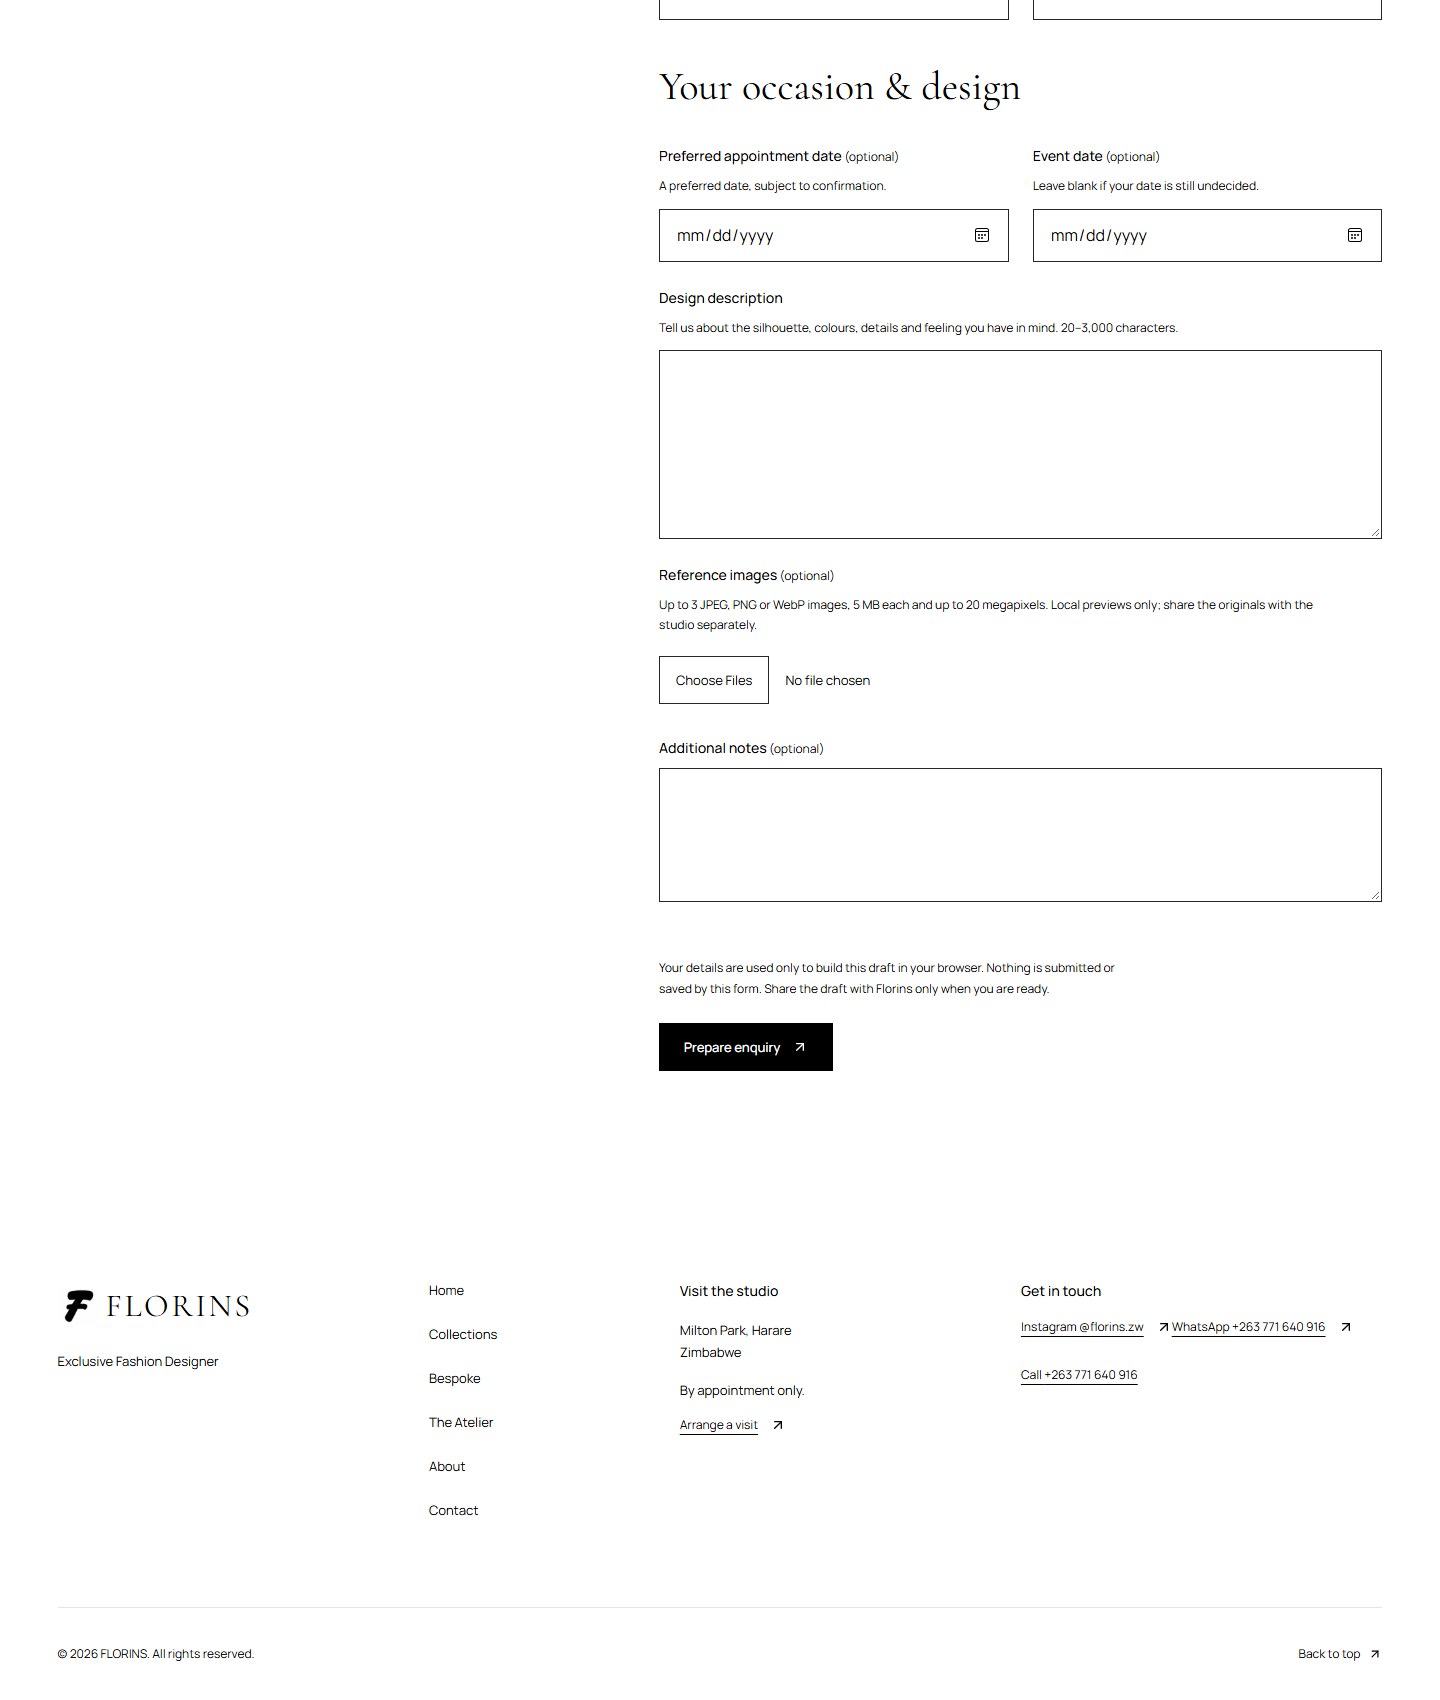 Your occasion & design
Preferred appointment date (optional)
A preferred date, subject to confirmation.
mm/dd/yyyy
Event date (optional)
Leave blank if your date is still undecided.
mm/dd/yyyy
Design description
Tell us about the silhouette, colours, details and feeling you have in mind. 20–3,000 characters.
Reference images (optional)
Up to 3 JPEG, PNG or WebP images, 5 MB each and up to 20 megapixels. Local previews only; share the originals with the
studio separately.
Choose Files
No file chosen
Additional notes (optional)
Your details are used only to build this draft in your browser. Nothing is submitted or
saved by this form. Share the draft with Florins only when you are ready.
Prepare enquiry
F FLORINS
Exclusive Fashion Designer
Home
Collections
Bespoke
The Atelier
About
Contact
Visit the studio
Milton Park, Harare
Zimbabwe
By appointment only.
Arrange a visit
Get in touch
Instagram @florins.zw
WhatsApp +263 771 640 916
Call +263 771 640 916
© 2026 FLORINS. All rights reserved.
Back to top